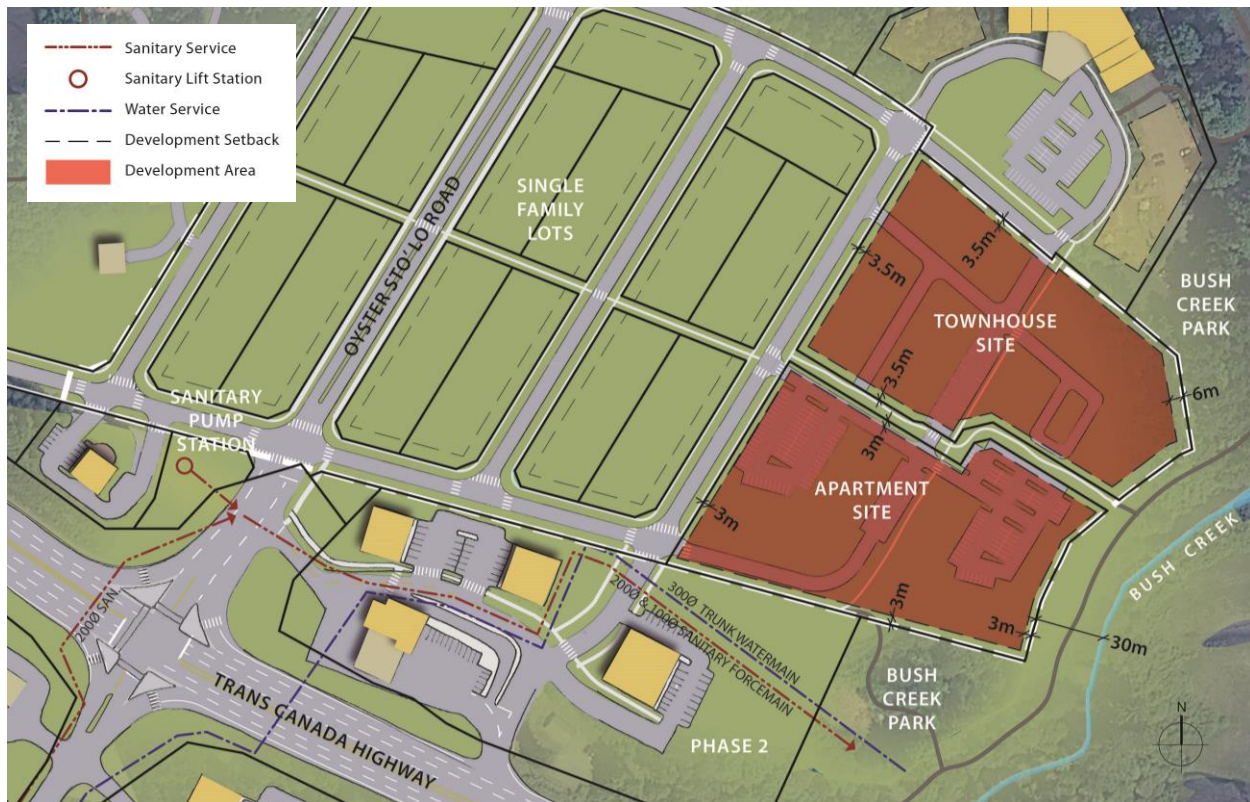 Sanitary Service
Sanitary Lift Station
Water Service
Development Setback
Development Area
SINGLE
FAMILY
LOTS
OYSTER STO' LO ROAD
3.5m
3.5m
BUSH
CREEK
PARK
TOWNHOUSE
SITE
3.5m
6m
SANITARY
PUMP
STATION
3m
APARTMENT
SITE
3m
BUSH CREEK
200Ø SAN
300Ø TRUNK WATERMAIN
200Ø & 100Ø SANITARY FORCEMAIN
3m
3m
30m
BUSH
CREEK
PARK
TRANS CANADA HIGHWAY
PHASE 2
N